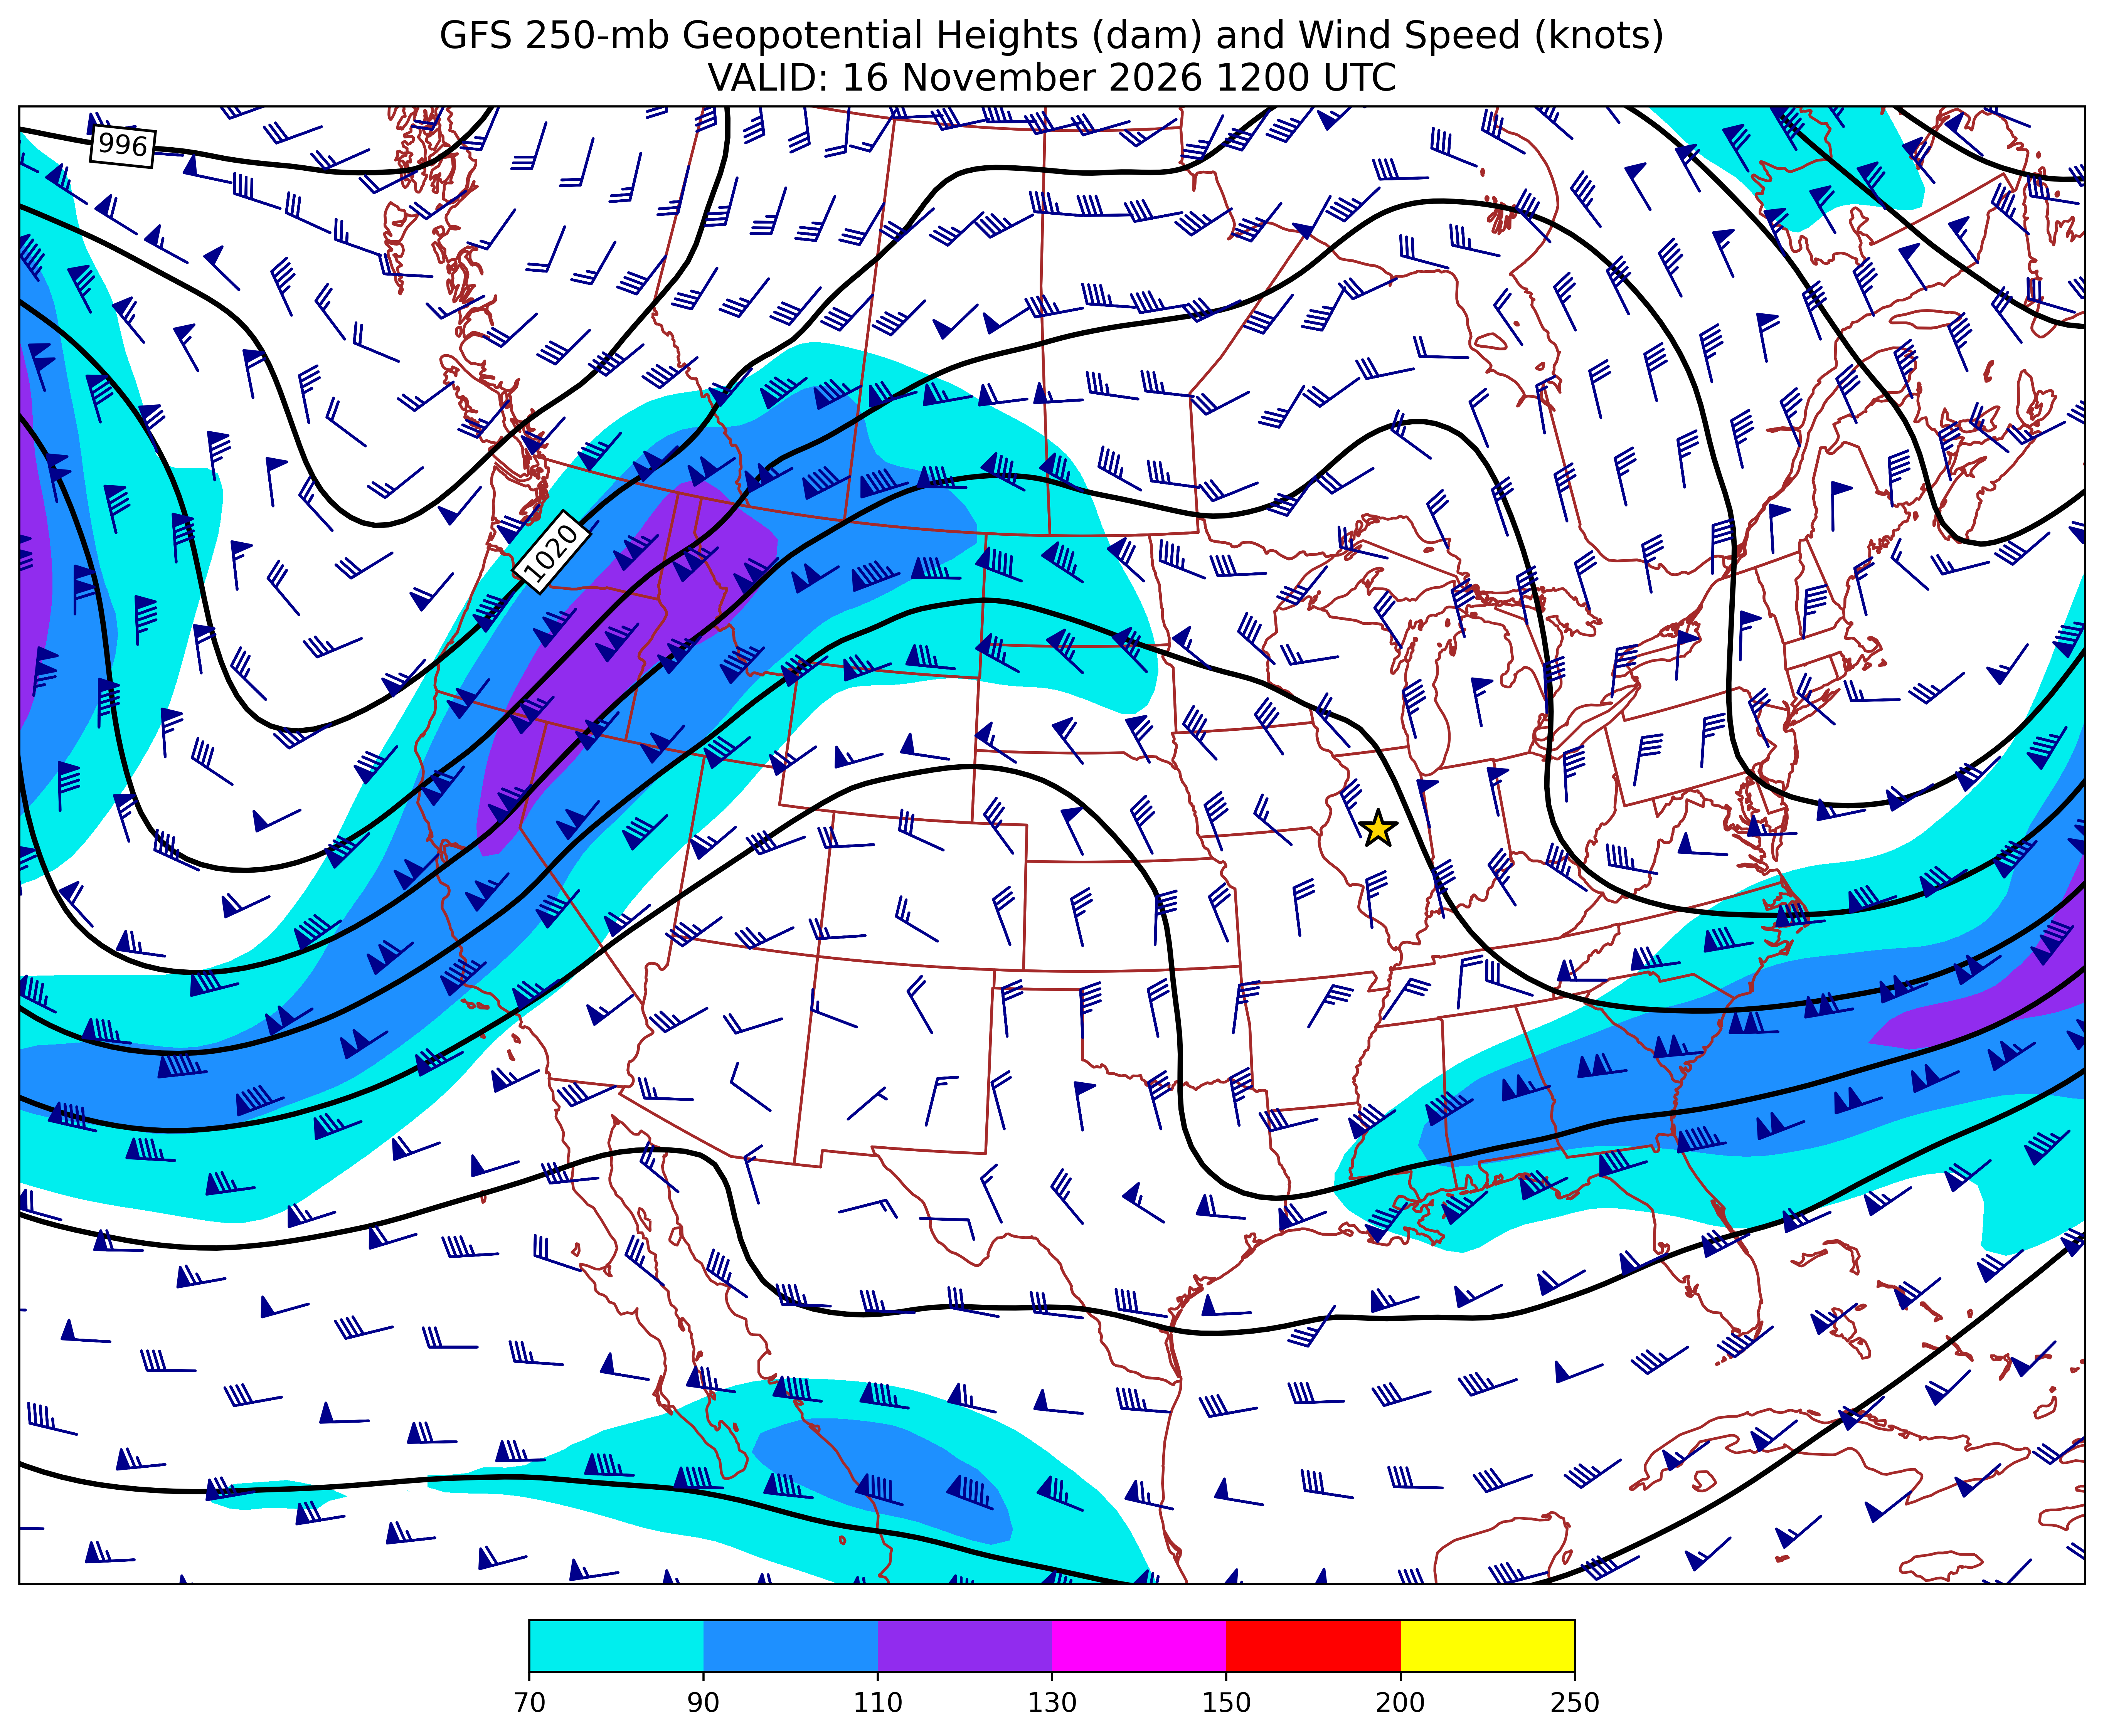 GFS 250-mb Geopotential Heights (dam) and Wind Speed (knots)
VALID: 16 November 2026 1200 UTC
996
1020
70 90 110 130 150 200 250